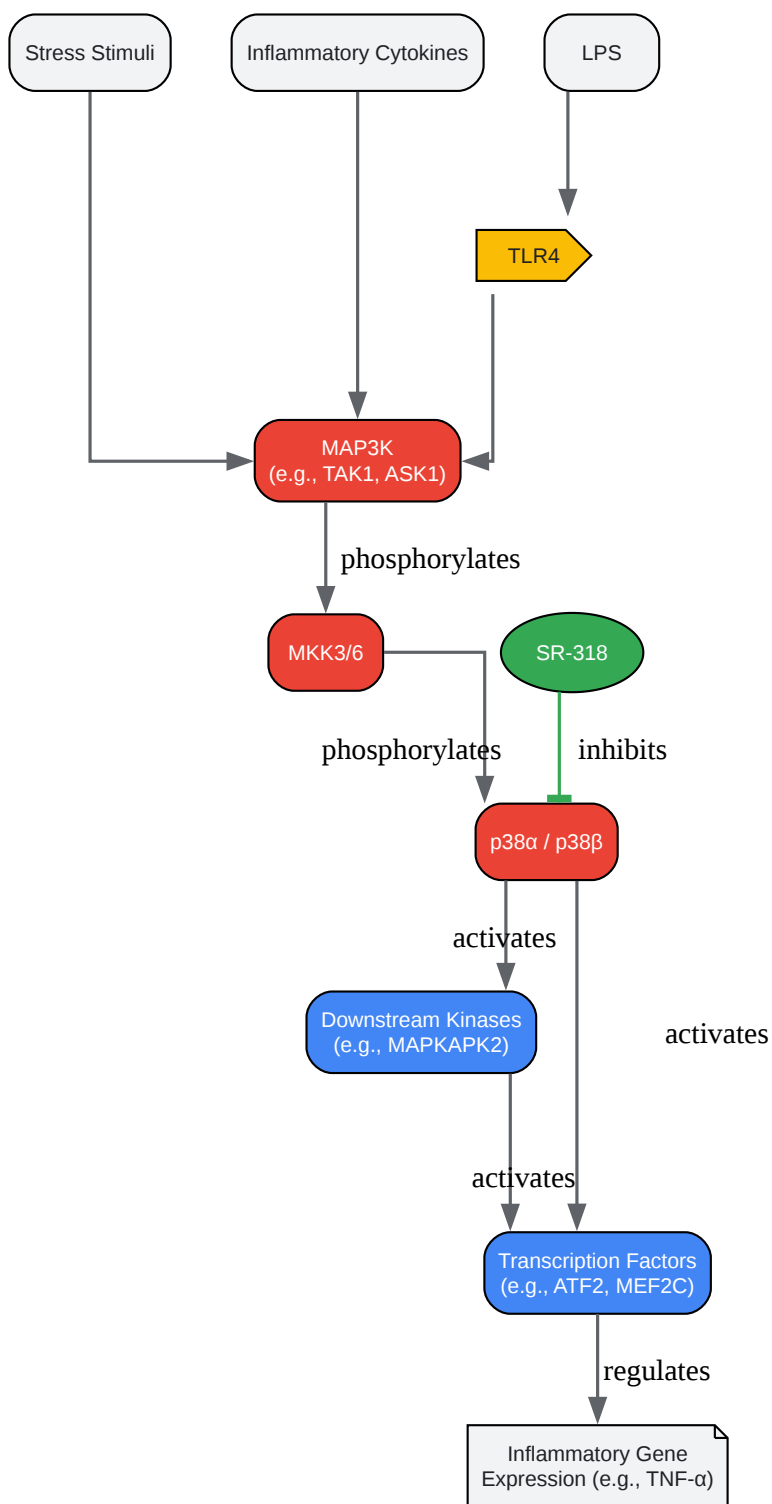 Stress Stimuli
Inflammatory Cytokines
LPS
TLR4
MAP3K
(e.g., TAK1, ASK1)
phosphorylates
MKK3/6
SR-318
phosphorylates
inhibits
p38α / p38β
activates
Downstream Kinases
(e.g., MAPKAPK2)
activates
activates
Transcription Factors
(e.g., ATF2, MEF2C)
regulates
Inflammatory Gene
Expression (e.g., TNF-α)